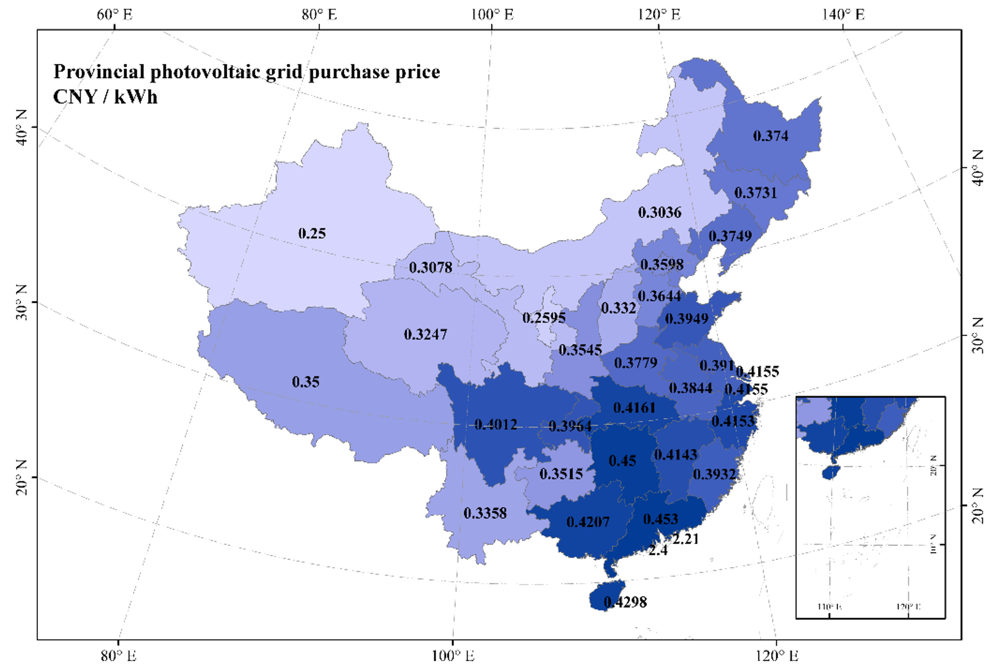 60° E
80° E
100° E
120° E
140° E
Provincial photovoltaic grid purchase price
CNY / kWh
40° N
30° N
20° N
40° N
30° N
20° N
0.374
0.3731
0.3036
0.25
0.3749
0.3078
0.3598
0.3644
0.332
0.2595
0.3949
0.3247
0.3545
0.3779
0.391
0.4155
0.35
0.3844
0.4155
0.4161
0.4012
0.3964
0.4153
0.4143
0.45
0.3515
0.3932
0.3358
0.4207
0.453
2.21
2.4
0.4298
20° N
10° N
110° E
120° E
80° E
100° E
120° E